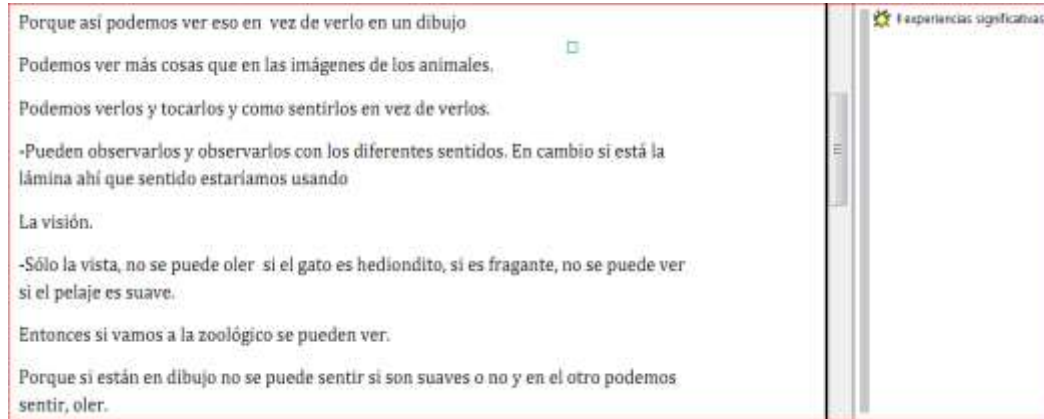 Porque así podemos ver eso en vez de verlo en un dibujo
Podemos ver más cosas que en las imágenes de los animales.
Podemos verlos y tocarlos y como sentirlos en vez de verlos.
-Pueden observarlos y observarlos con los diferentes sentidos. En cambio si está la
lámina ahí que sentido estaríamos usando
La visión.
-Sólo la vista, no se puede oler si el gato es hediondito, si es fragante, no se puede ver
si el pelaje es suave.
Entonces si vamos a la zoológico se pueden ver.
Porque si están en dibujo no se puede sentir si son suaves o no y en el otro podemos
sentir, oler.
experiencias significativas